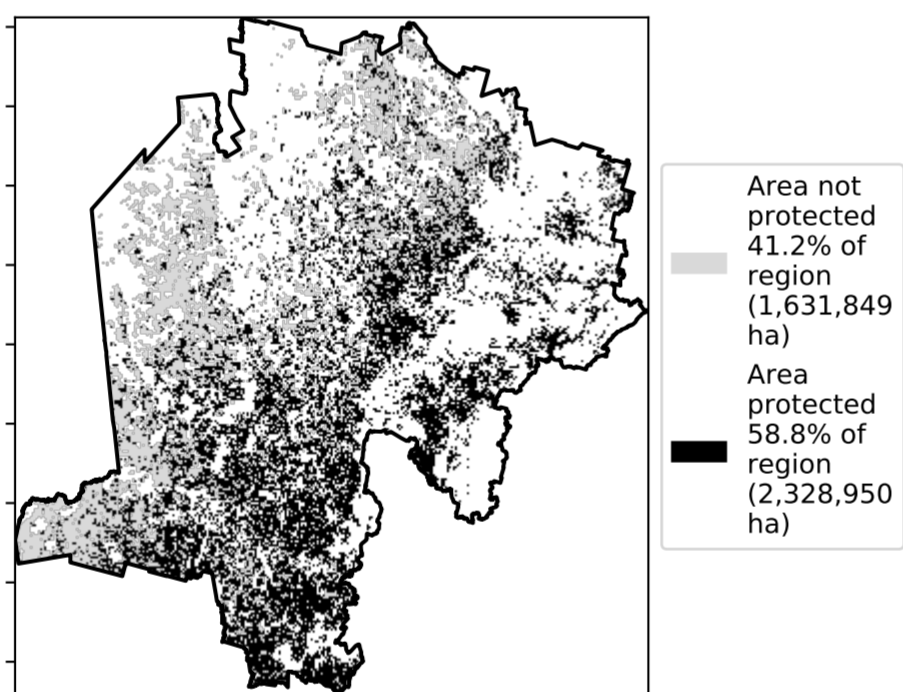 Area not
protected
41.2% of
region
(1,631,849
ha)
Area
protected
58.8% of
region
(2,328,950
ha)